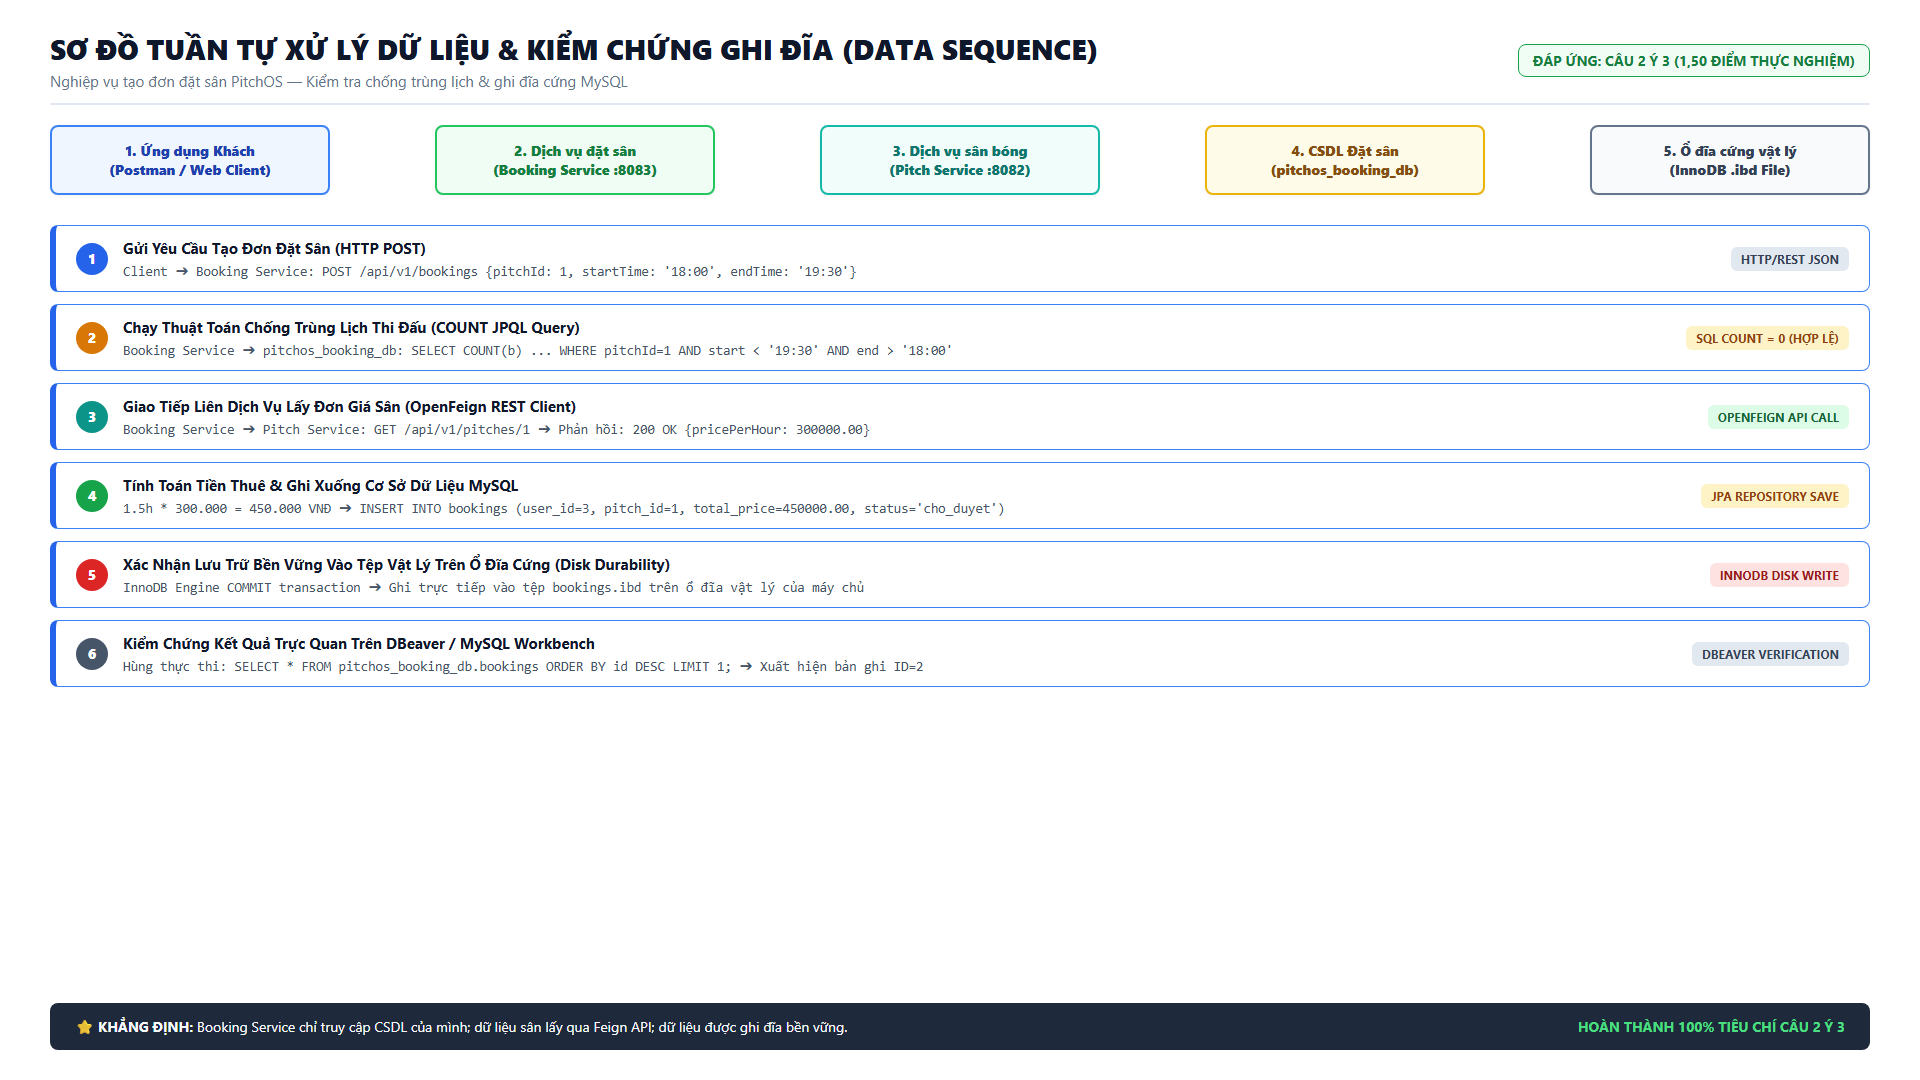 SƠ ĐỒ TUẦN TỰ XỬ LÝ DỮ LIỆU & KIỂM CHỨNG GHI ĐĨA (DATA SEQUENCE)
Nghiệp vụ tạo đơn đặt sân PitchOS — Kiểm tra chống trùng lịch & ghi đĩa cứng MySQL
ĐÁP ỨNG: CÂU 2 Ý 3 (1,50 ĐIỂM THỰC NGHIỆM)
1. Ứng dụng Khách
(Postman / Web Client)
2. Dịch vụ đặt sân
(Booking Service :8083)
3. Dịch vụ sân bóng
(Pitch Service :8082)
4. CSDL Đặt sân
(pitchos_booking_db)
5. Ổ đĩa cứng vật lý
(InnoDB .ibd File)
1
Gửi Yêu Cầu Tạo Đơn Đặt Sân (HTTP POST)
Client ➔ Booking Service: POST /api/v1/bookings {pitchId: 1, startTime: '18:00', endTime: '19:30'}
HTTP/REST JSON
2
Chạy Thuật Toán Chống Trùng Lịch Thi Đấu (COUNT JPQL Query)
Booking Service ➔ pitchos_booking_db: SELECT COUNT(b) ... WHERE pitchId=1 AND start < '19:30' AND end > '18:00'
SQL COUNT = 0 (HỢP LỆ)
3
Giao Tiếp Liên Dịch Vụ Lấy Đơn Giá Sân (OpenFeign REST Client)
Booking Service ➔ Pitch Service: GET /api/v1/pitches/1 ➔ Phản hồi: 200 OK {pricePerHour: 300000.00}
OPENFEIGN API CALL
4
Tính Toán Tiền Thuê & Ghi Xuống Cơ Sở Dữ Liệu MySQL
1.5h * 300.000 = 450.000 VNĐ ➔ INSERT INTO bookings (user_id=3, pitch_id=1, total_price=450000.00, status='cho_duyet')
JPA REPOSITORY SAVE
5
Xác Nhận Lưu Trữ Bền Vững Vào Tệp Vật Lý Trên Ổ Đĩa Cứng (Disk Durability)
InnoDB Engine COMMIT transaction ➔ Ghi trực tiếp vào tệp bookings.ibd trên ổ đĩa vật lý của máy chủ
INNODB DISK WRITE
6
Kiểm Chứng Kết Quả Trực Quan Trên DBeaver / MySQL Workbench
Hùng thực thi: SELECT * FROM pitchos_booking_db.bookings ORDER BY id DESC LIMIT 1; ➔ Xuất hiện bản ghi ID=2
DBEAVER VERIFICATION
⭐ KHẲNG ĐỊNH: Booking Service chỉ truy cập CSDL của mình; dữ liệu sân lấy qua Feign API; dữ liệu được ghi đĩa bền vững.
HOÀN THÀNH 100% TIÊU CHÍ CÂU 2 Ý 3